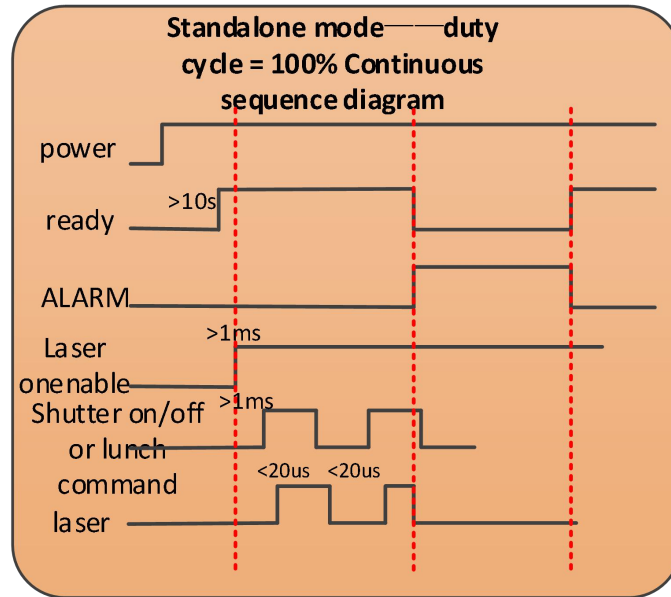 Standalone mode——duty
cycle = 100% Continuous
sequence diagram
power
>10s
ready
ALARM
>1ms
Laser
onenable
>1ms
Shutter on/off
or lunch
command
<20us <20us
laser